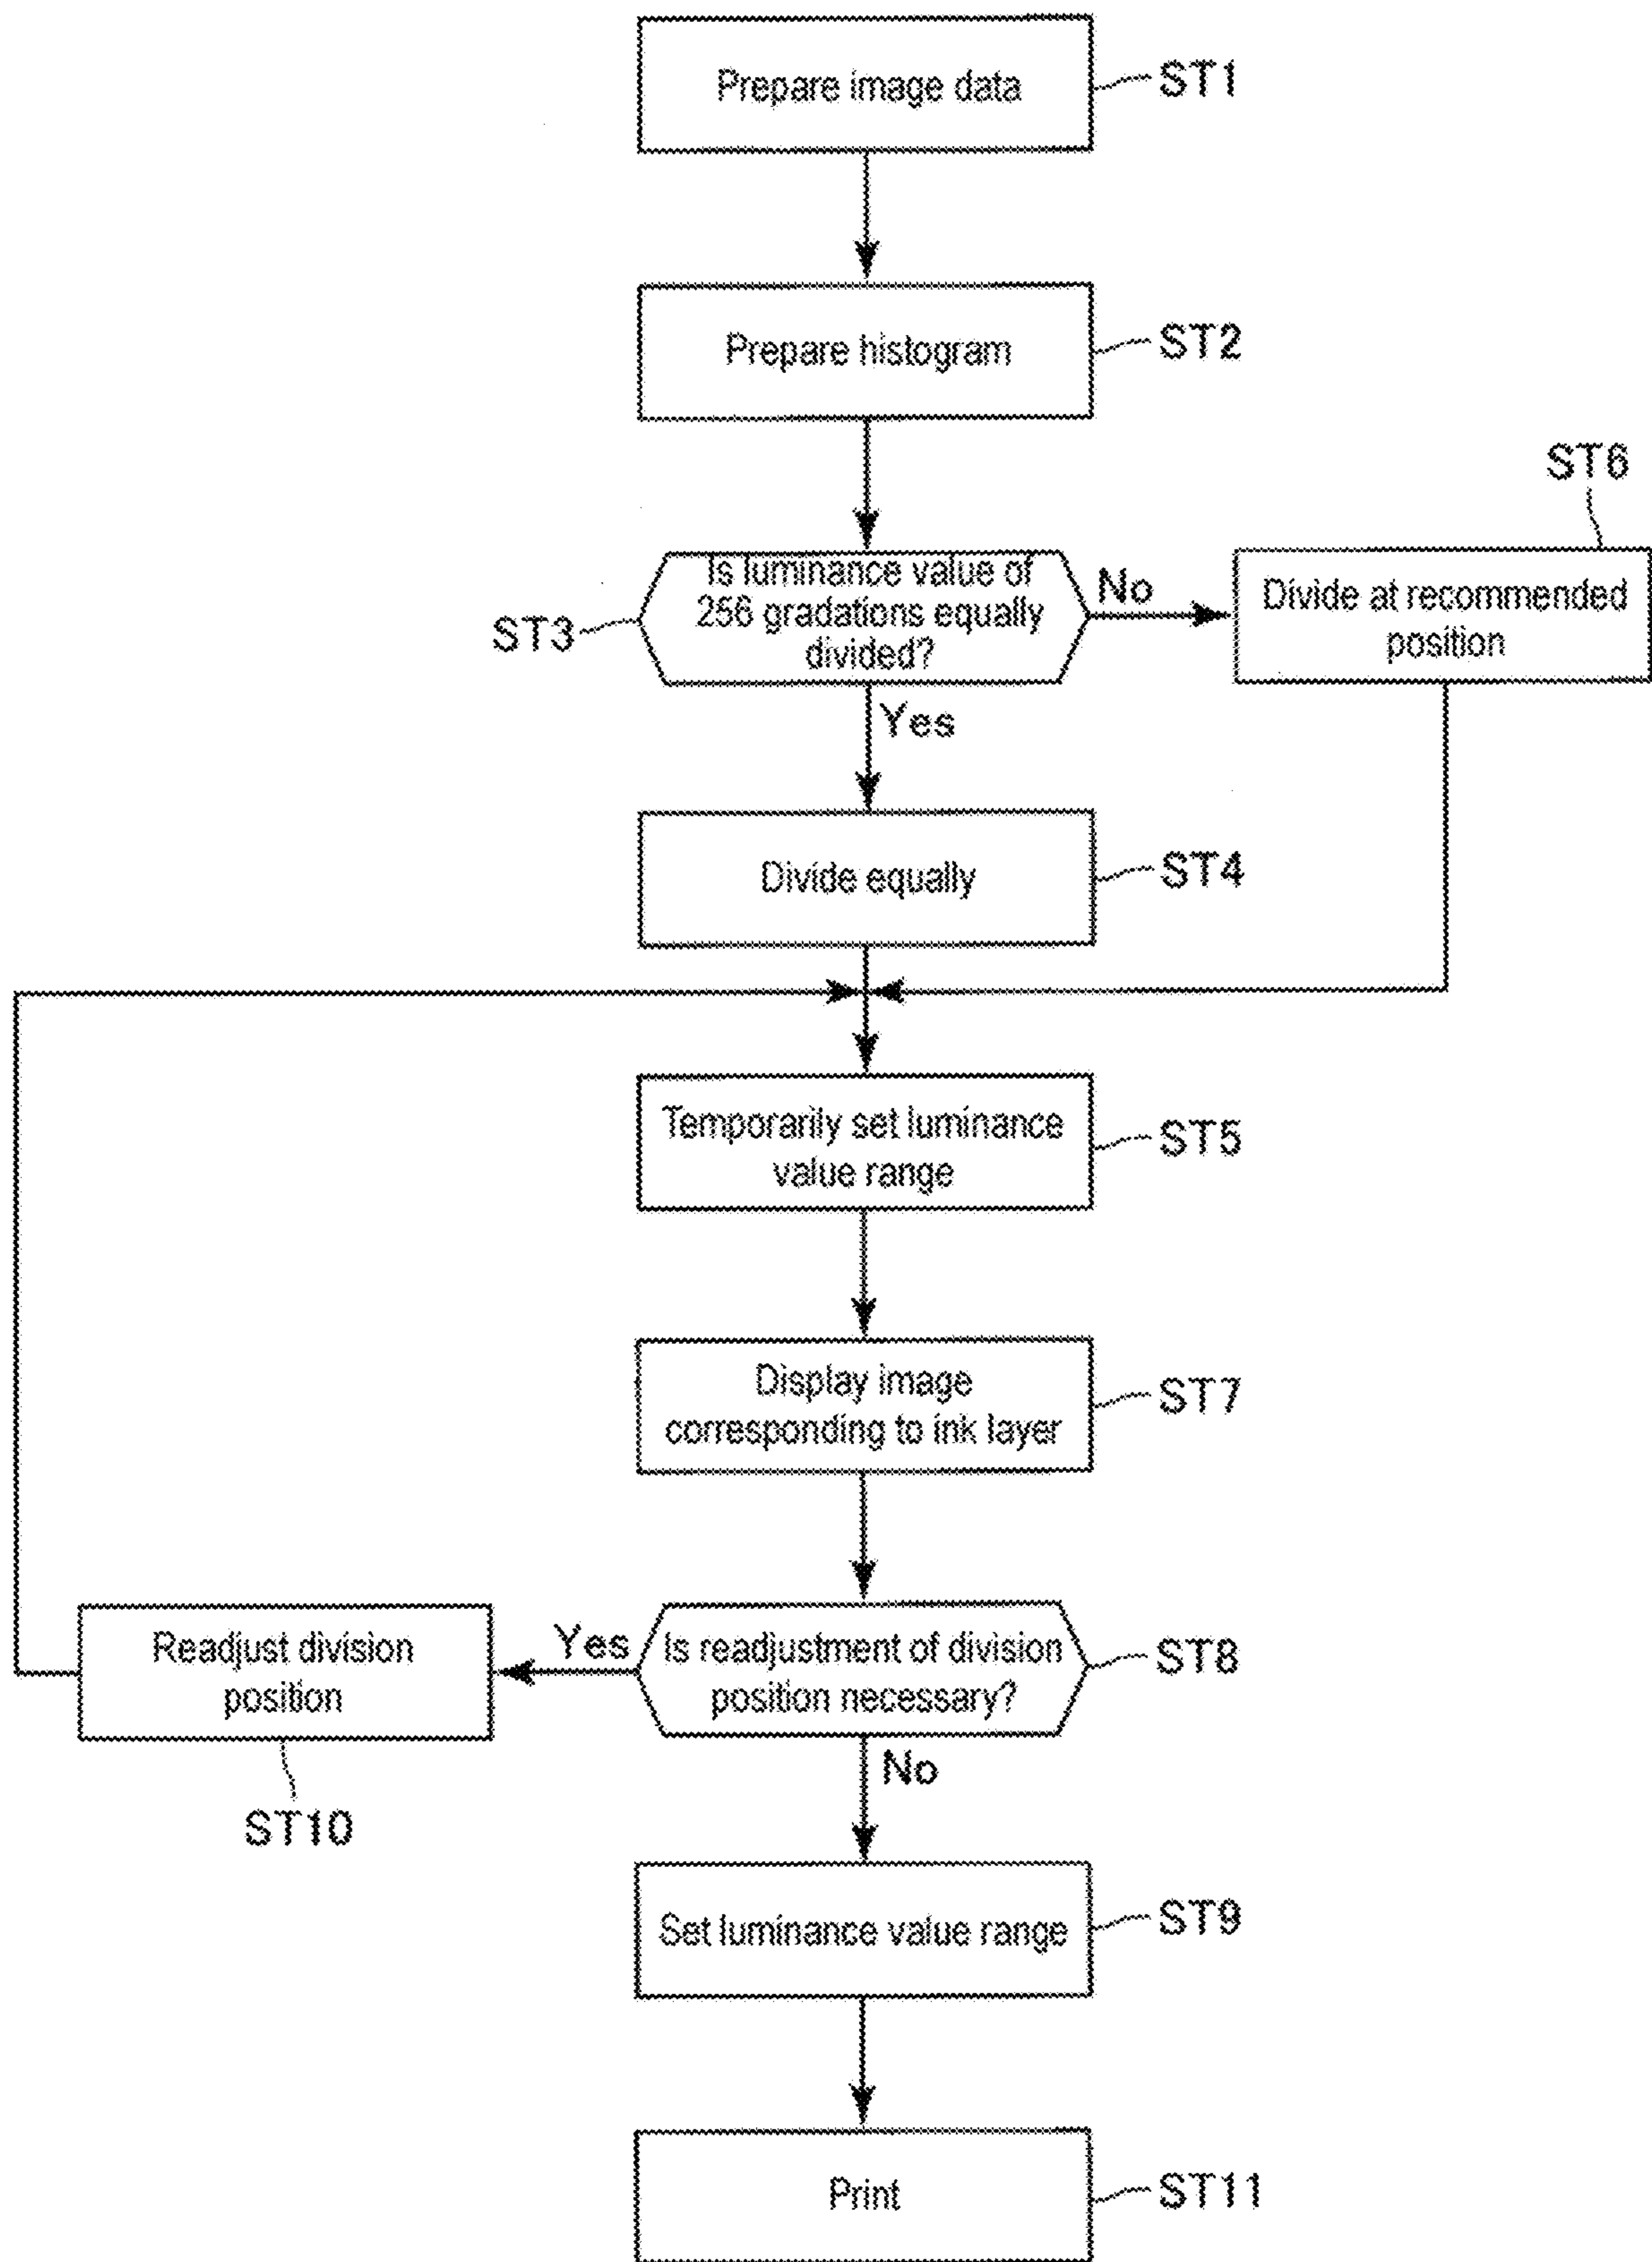 Prepare image data
ST1
Prepare histogram
ST2
ST6
Is luminance value of
256 gradations equally
divided?
ST3
No
Divide at recommended
position
Yes
Divide equally
ST4
Temporarily set luminance
value range
ST5
Display image
corresponding to ink layer
ST7
Readjust division
position
Yes
Is readjustment of division
position necessary?
ST8
ST10
No
Set luminance value range
ST9
Print
ST11